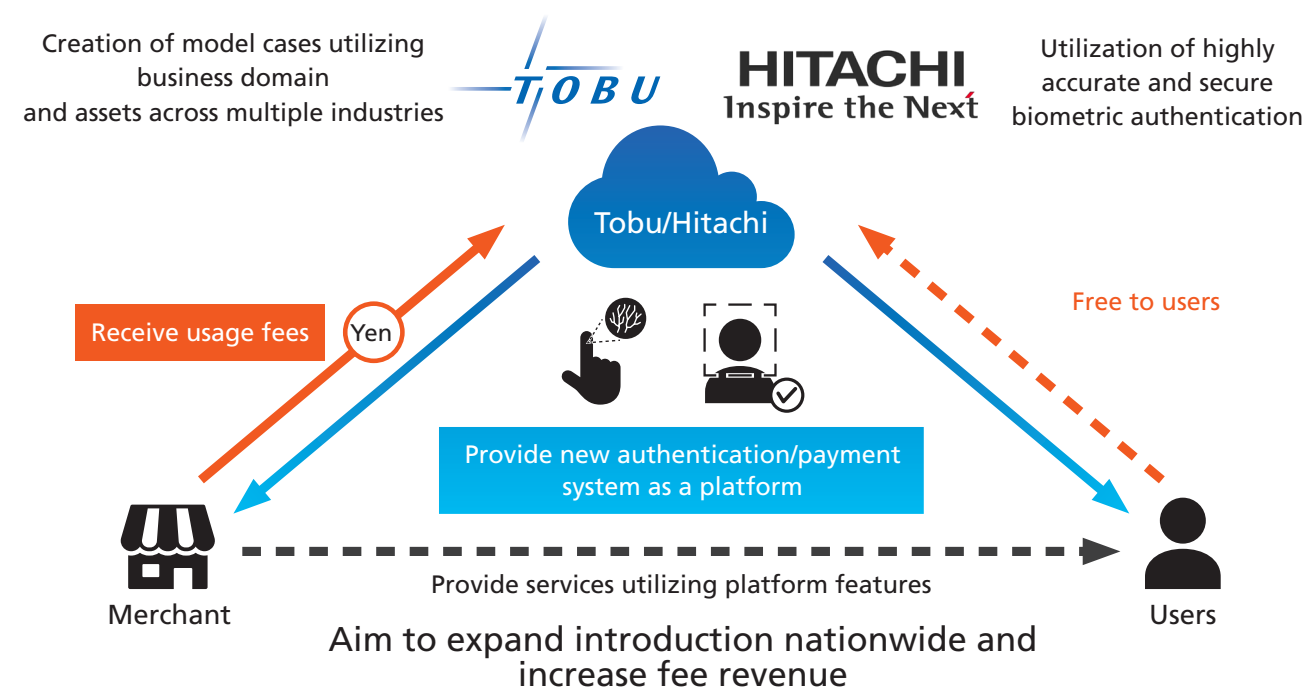 Creation of model cases utilizing
business domain
and assets across multiple industries
TOBU
HITACHI
Inspire the Next
Utilization of highly
accurate and secure
biometric authentication
Tobu/Hitachi
Receive usage fees
Yen
Free to users
Provide new authentication/payment
system as a platform
Provide services utilizing platform features
Merchant
Users
Aim to expand introduction nationwide and
increase fee revenue